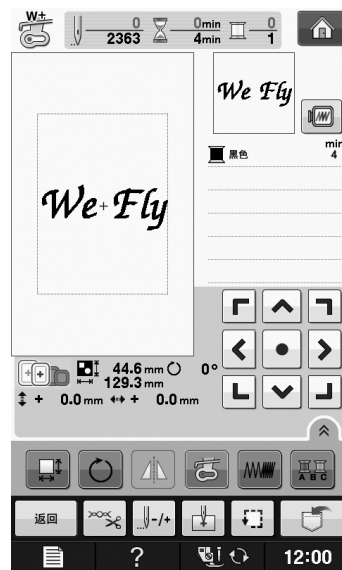 W±
0
2363
0min
4min
0
1
We Fly
min
黑色 4
We Fly
44.6 mm 0°
129.3 mm
+ 0.0 mm + 0.0 mm
A B C
返回 -/+
? 12:00